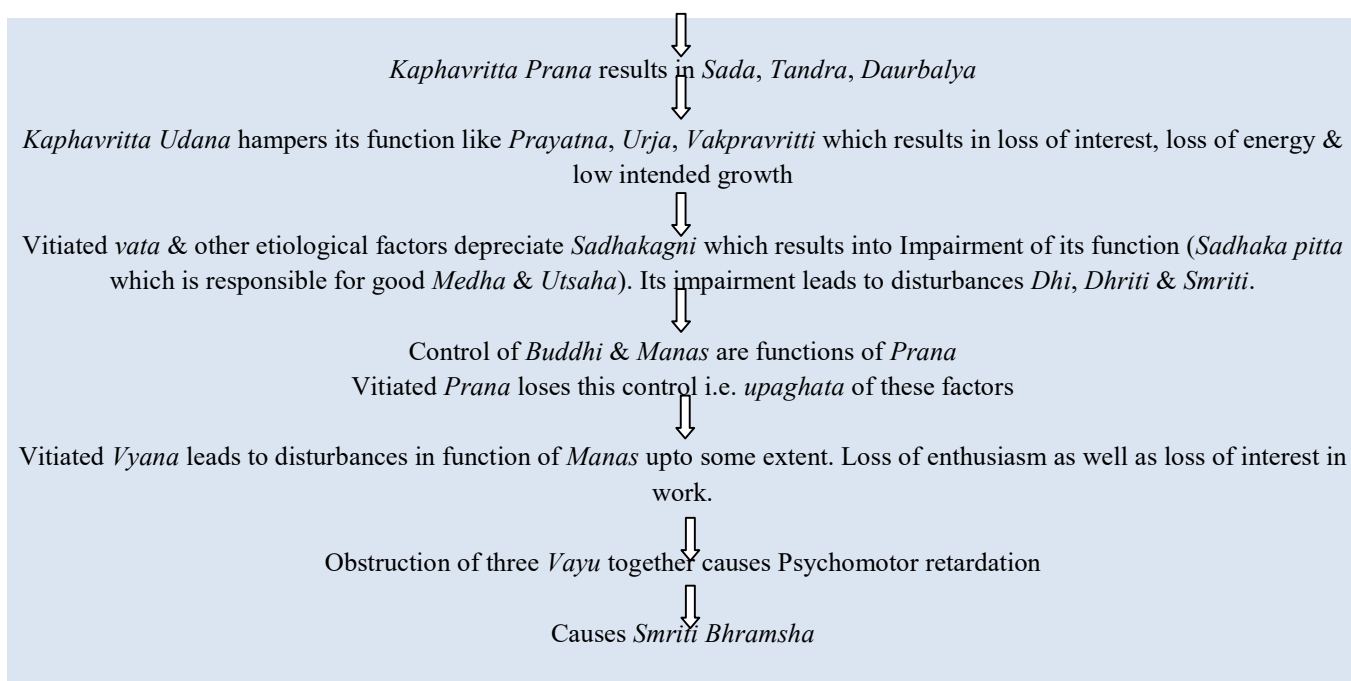 Kaphavritta Prana results in Sada, Tandra, Daurbalya
Kaphavritta Udana hampers its function like Prayatna, Urja, Vakpravritti which results in loss of interest, loss of energy &
low intended growth
Vitiated vata & other etiological factors depreciate Sadhakagni which results into Impairment of its function (Sadhaka pitta
which is responsible for good Medha & Utsaha). Its impairment leads to disturbances Dhi, Dhriti & Smriti.
Control of Buddhi & Manas are functions of Prana
Vitiated Prana loses this control i.e. upaghata of these factors
Vitiated Vyana leads to disturbances in function of Manas upto some extent. Loss of enthusiasm as well as loss of interest in
work.
Obstruction of three Vayu together causes Psychomotor retardation
Causes Smriti Bhramsha